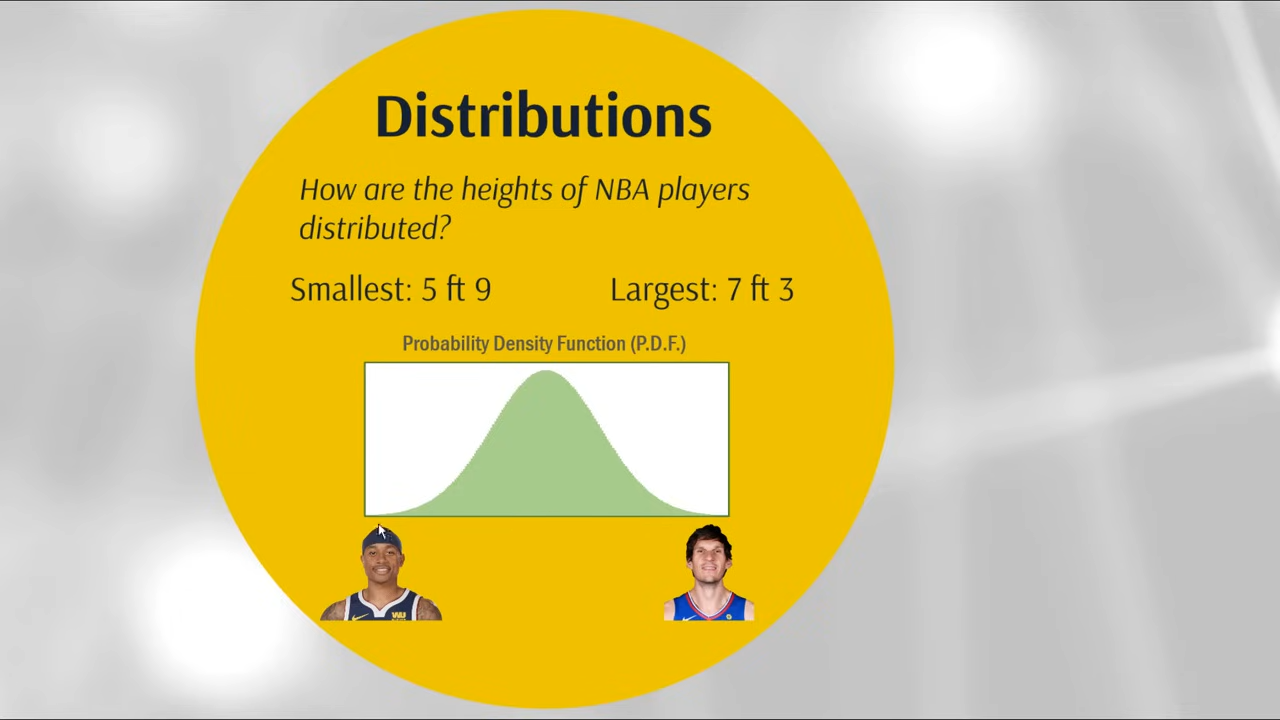 Distributions
How are the heights of NBA players
distributed?
Smallest: 5 ft 9
Largest: 7 ft 3
Probability Density Function (P.D.F.)